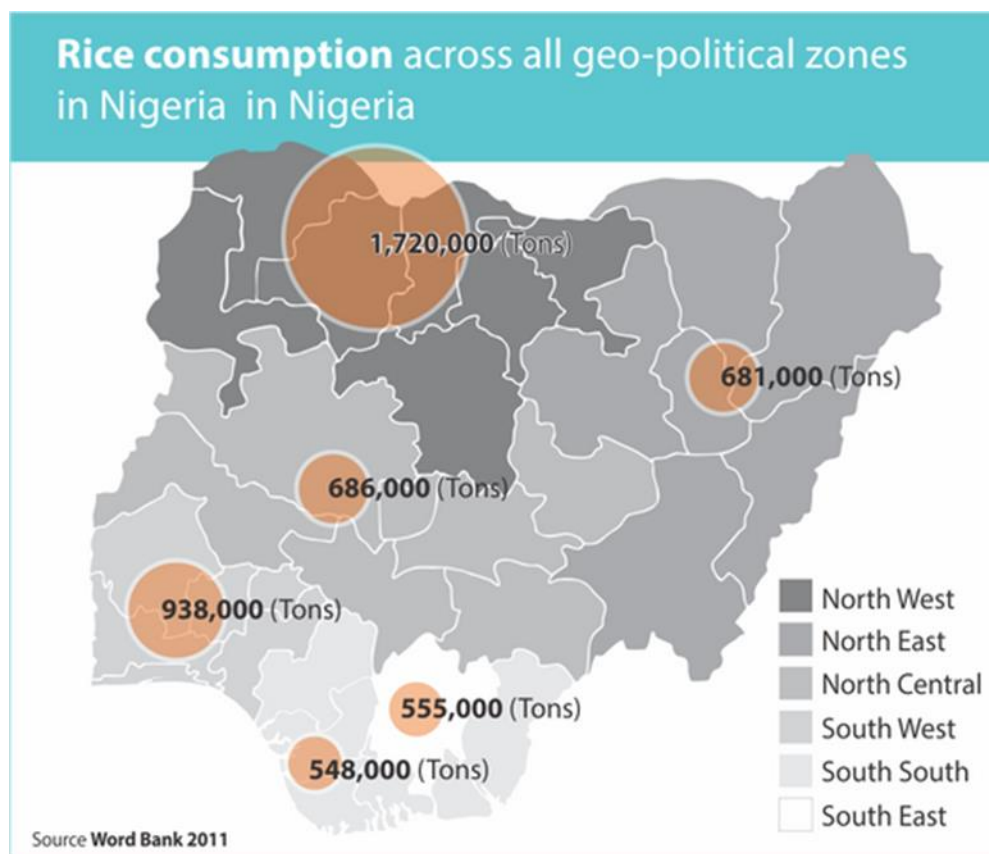 Rice consumption across all geo-political zones
in Nigeria in Nigeria
1,720,000 (Tons)
681,000 (Tons)
686,000 (Tons)
938,000 (Tons)
555,000 (Tons)
548,000 (Tons)
North West
North East
North Central
South West
South South
South East
Source Word Bank 2011